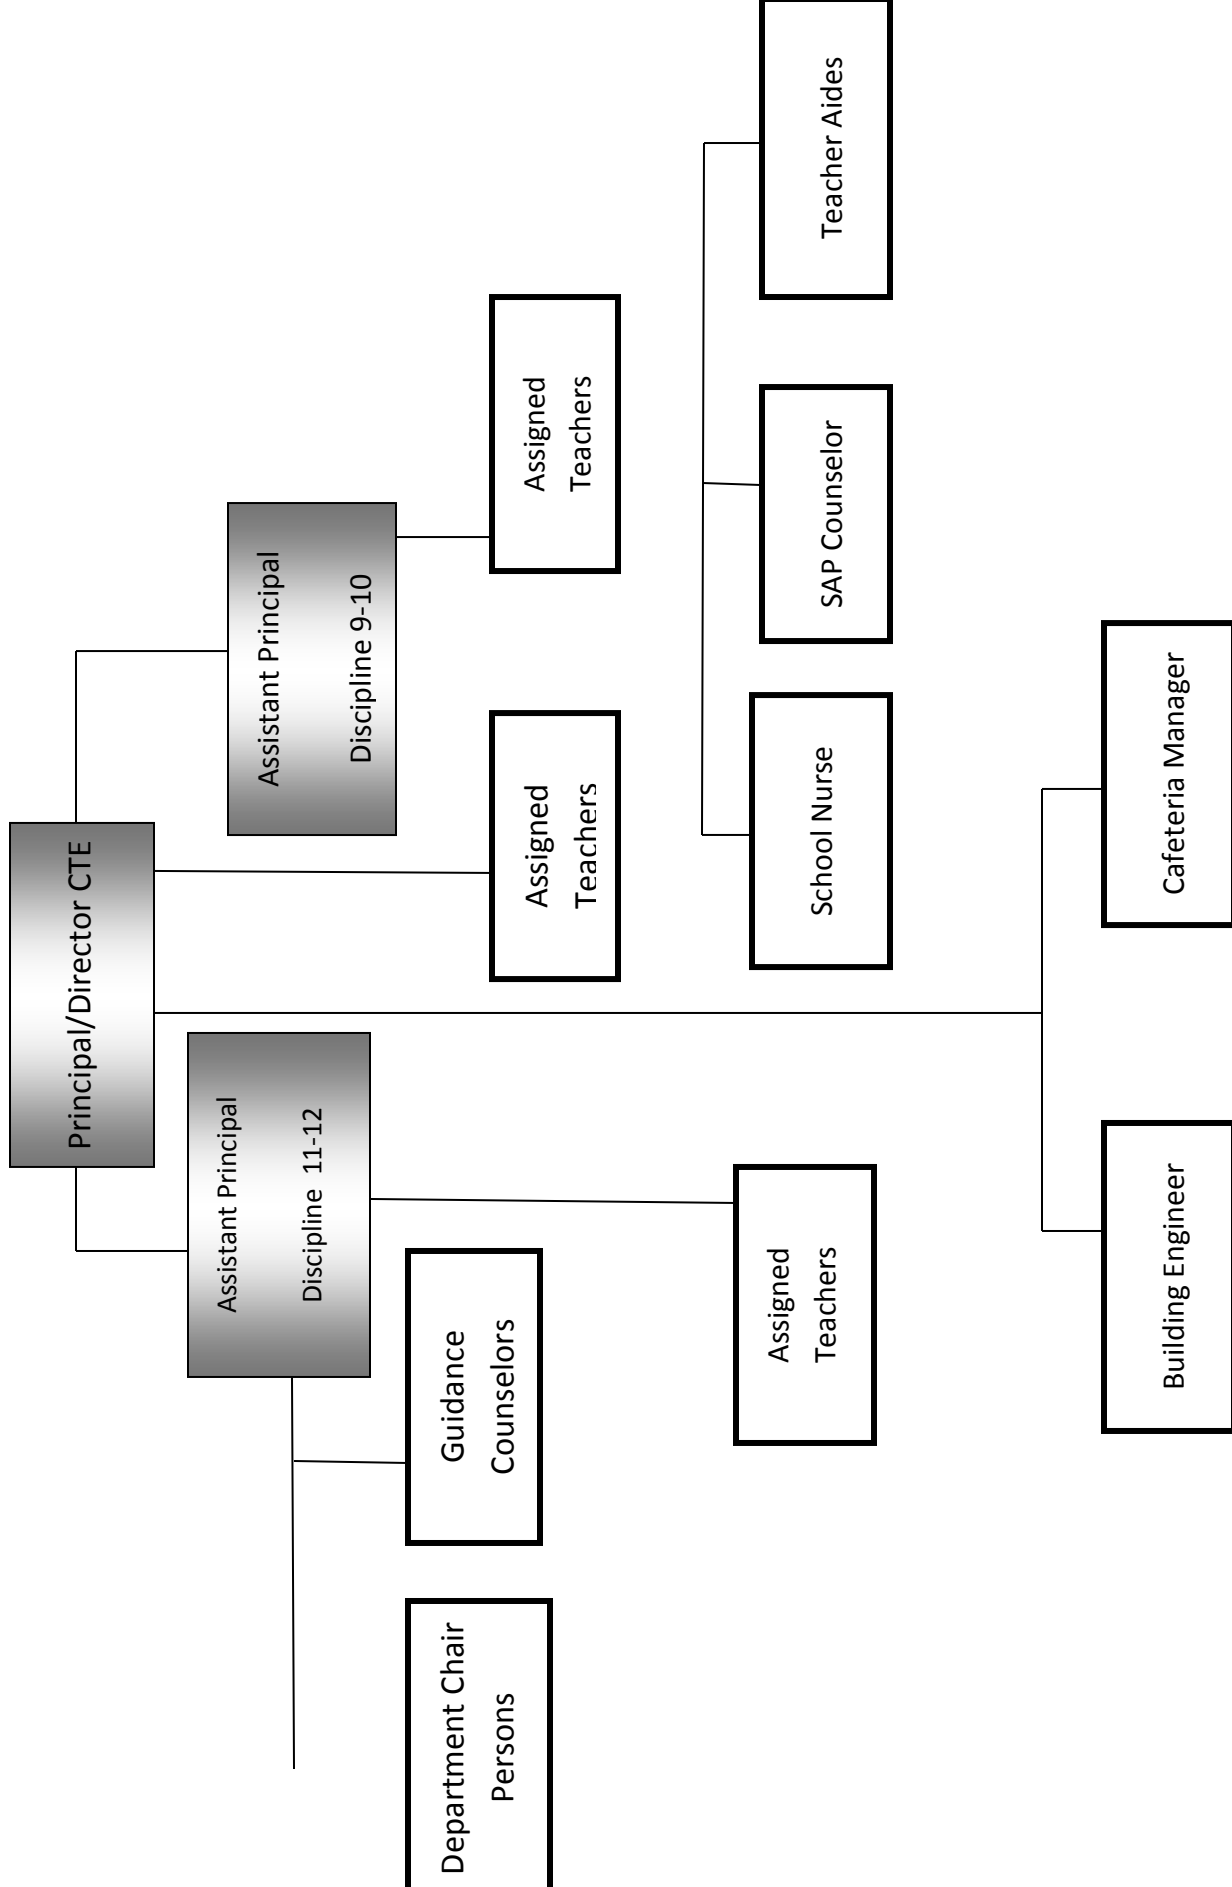 Principal/Director CTE
Assistant Principal
Discipline 11-12
Assistant Principal
Discipline 9-10
Department Chair
Persons
Guidance
Counselors
Assigned
Teachers
Assigned
Teachers
Assigned
Teachers
School Nurse
SAP Counselor
Teacher Aides
Building Engineer
Cafeteria Manager